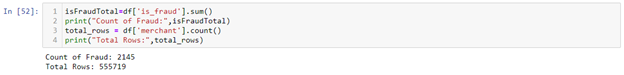 In [52]:
1 isFraudTotal=df['is_fraud'].sum()
2 print("Count of Fraud:",isFraudTotal)
3 total_rows = df['merchant'].count()
4 print("Total Rows:",total_rows)
Count of Fraud: 2145
Total Rows: 555719